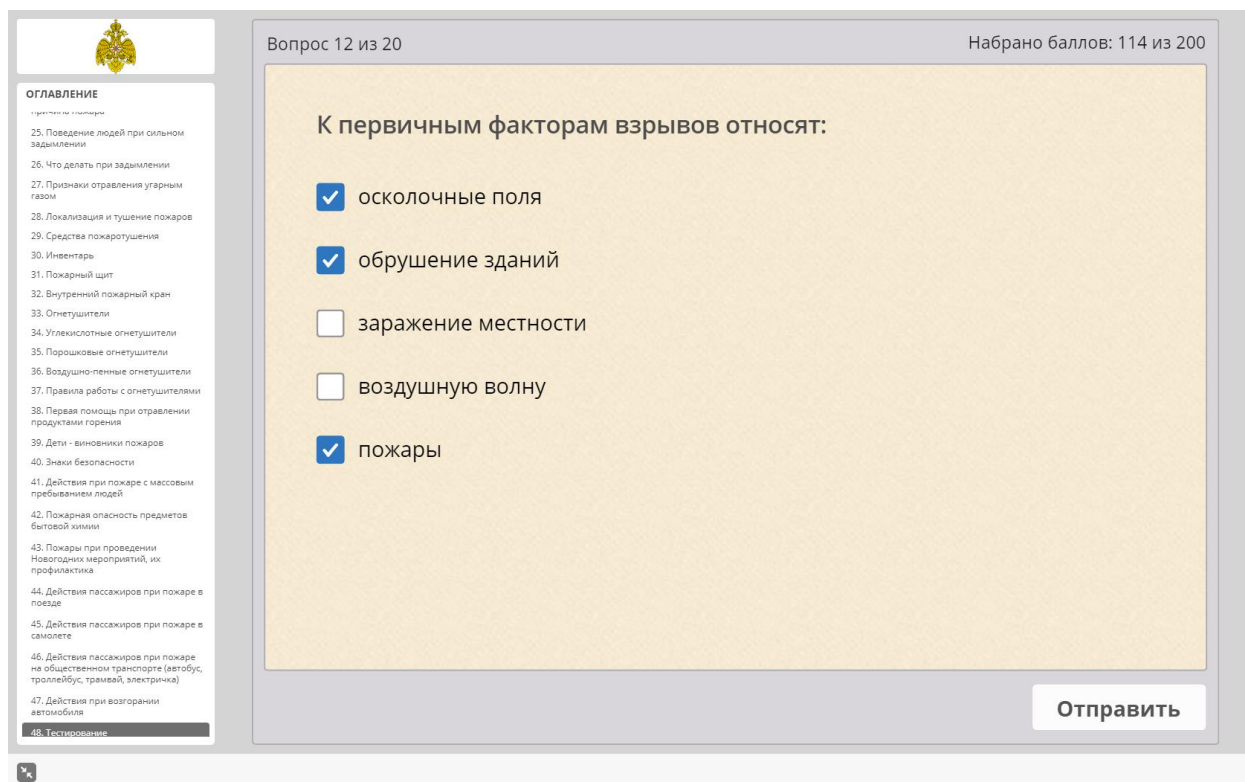 Вопрос 12 из 20
Набрано баллов: 114 из 200
ОГЛАВЛЕНИЕ
25. Поведение людей при сильном
задымлении
26. Что делать при задымлении
27. Признаки отравления угарным
газом
28. Локализация и тушение пожаров
29. Средства пожаротушения
30. Инвентарь
31. Пожарный щит
32. Внутренний пожарный кран
33. Огнетушители
34. Углекислотные огнетушители
35. Порошковые огнетушители
36. Воздушно-пенные огнетушители
37. Правила работы с огнетушителями
38. Первая помощь при отравлении
продуктами горения
39. Дети - виновники пожаров
40. Знаки безопасности
41. Действия при пожаре с массовым
пребыванием людей
42. Пожарная опасность предметов
бытовой химии
43. Пожары при проведении
Новогодних мероприятий, их
профилактика
44. Действия пассажиров при пожаре в
поезде
45. Действия пассажиров при пожаре в
самолете
46. Действия пассажиров при пожаре
на общественном транспорте (автобус,
троллейбус, трамвай, электричка)
47. Действия при возгорании
автомобиля
48. Тестирование
К первичным факторам взрывов относят:
осколочные поля
обрушение зданий
заражение местности
воздушную волну
пожары
Отправить